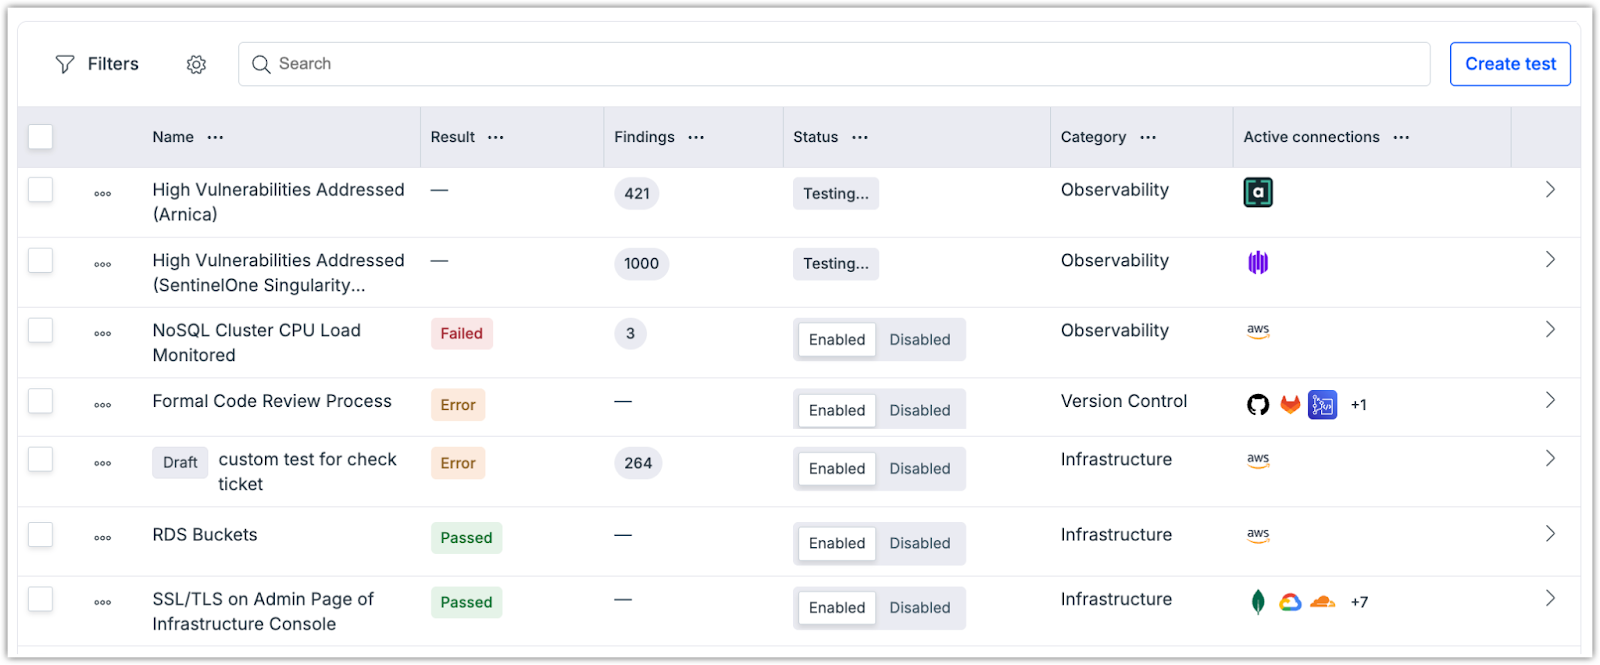 Filters
Search
Create test
Name
Result
Findings
Status
Category
Active connections
High Vulnerabilities Addressed
(Arnica)
—
421
Testing...
Observability
a
High Vulnerabilities Addressed
(SentinelOne Singularity...
—
1000
Testing...
Observability
NoSQL Cluster CPU Load
Monitored
Failed
3
Enabled Disabled
Observability
aws
Formal Code Review Process
Error
—
Enabled Disabled
Version Control
+1
Draft
custom test for check
ticket
Error
264
Enabled Disabled
Infrastructure
aws
RDS Buckets
Passed
—
Enabled Disabled
Infrastructure
aws
SSL/TLS on Admin Page of
Infrastructure Console
Passed
—
Enabled Disabled
Infrastructure
+7